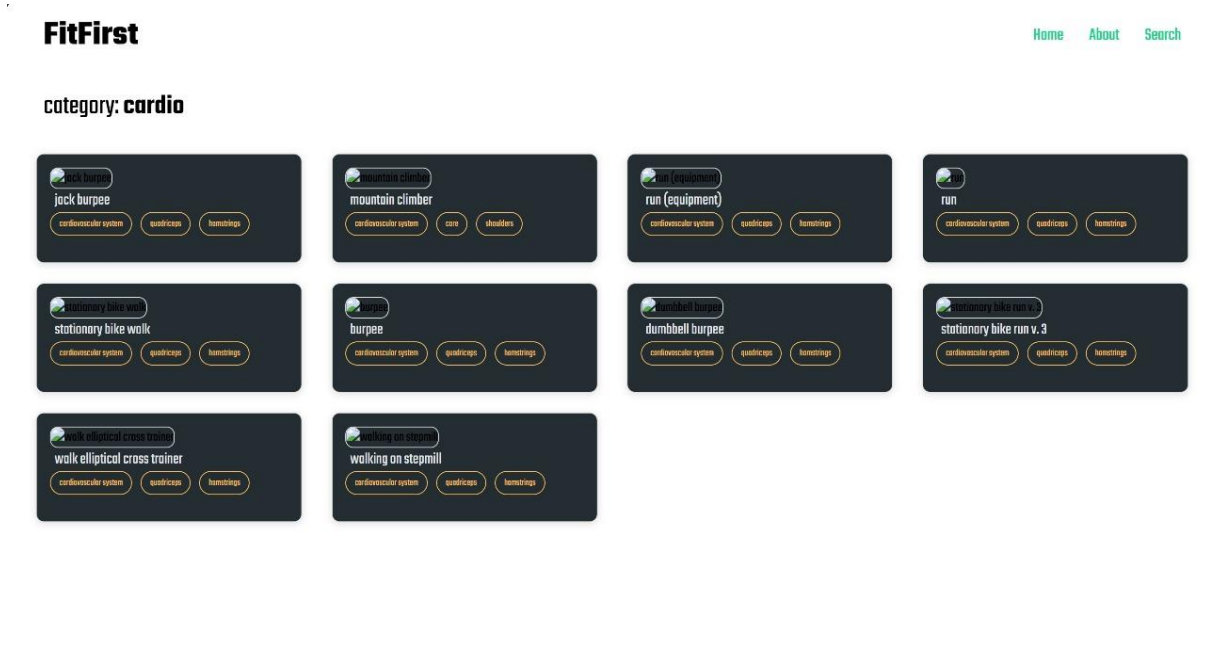 FitFirst
Home About Search
category: cardio
jack burpee
jack burpee
cardiovascular system quadriceps hamstrings
mountain climber
mountain climber
cardiovascular system core shoulders
run (equipment)
run (equipment)
cardiovascular system quadriceps hamstrings
run
run
cardiovascular system quadriceps hamstrings
stationary bike walk
stationary bike walk
cardiovascular system quadriceps hamstrings
burpee
burpee
cardiovascular system quadriceps hamstrings
dumbbell burpee
dumbbell burpee
cardiovascular system quadriceps hamstrings
stationary bike run v. 3
stationary bike run v. 3
cardiovascular system quadriceps hamstrings
walk elliptical cross trainer
walk elliptical cross trainer
cardiovascular system quadriceps hamstrings
walking on stepmill
walking on stepmill
cardiovascular system quadriceps hamstrings